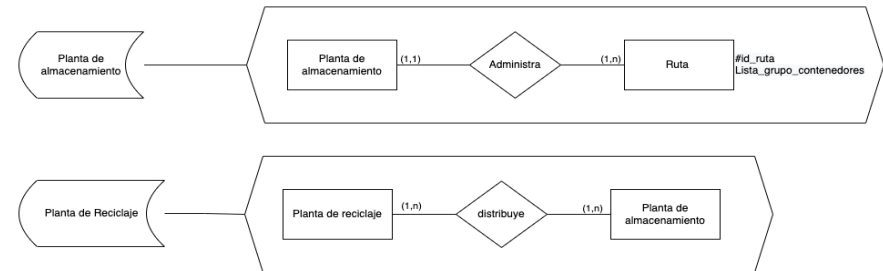 Planta de
almacenamiento
Planta de
almacenamiento
(1,1)
Administra
(1,n)
Ruta
#id_ruta
Lista_grupo_contenedores
Planta de Reciclaje
Planta de reciclaje
(1,n)
distribuye
(1,n)
Planta de
almacenamiento